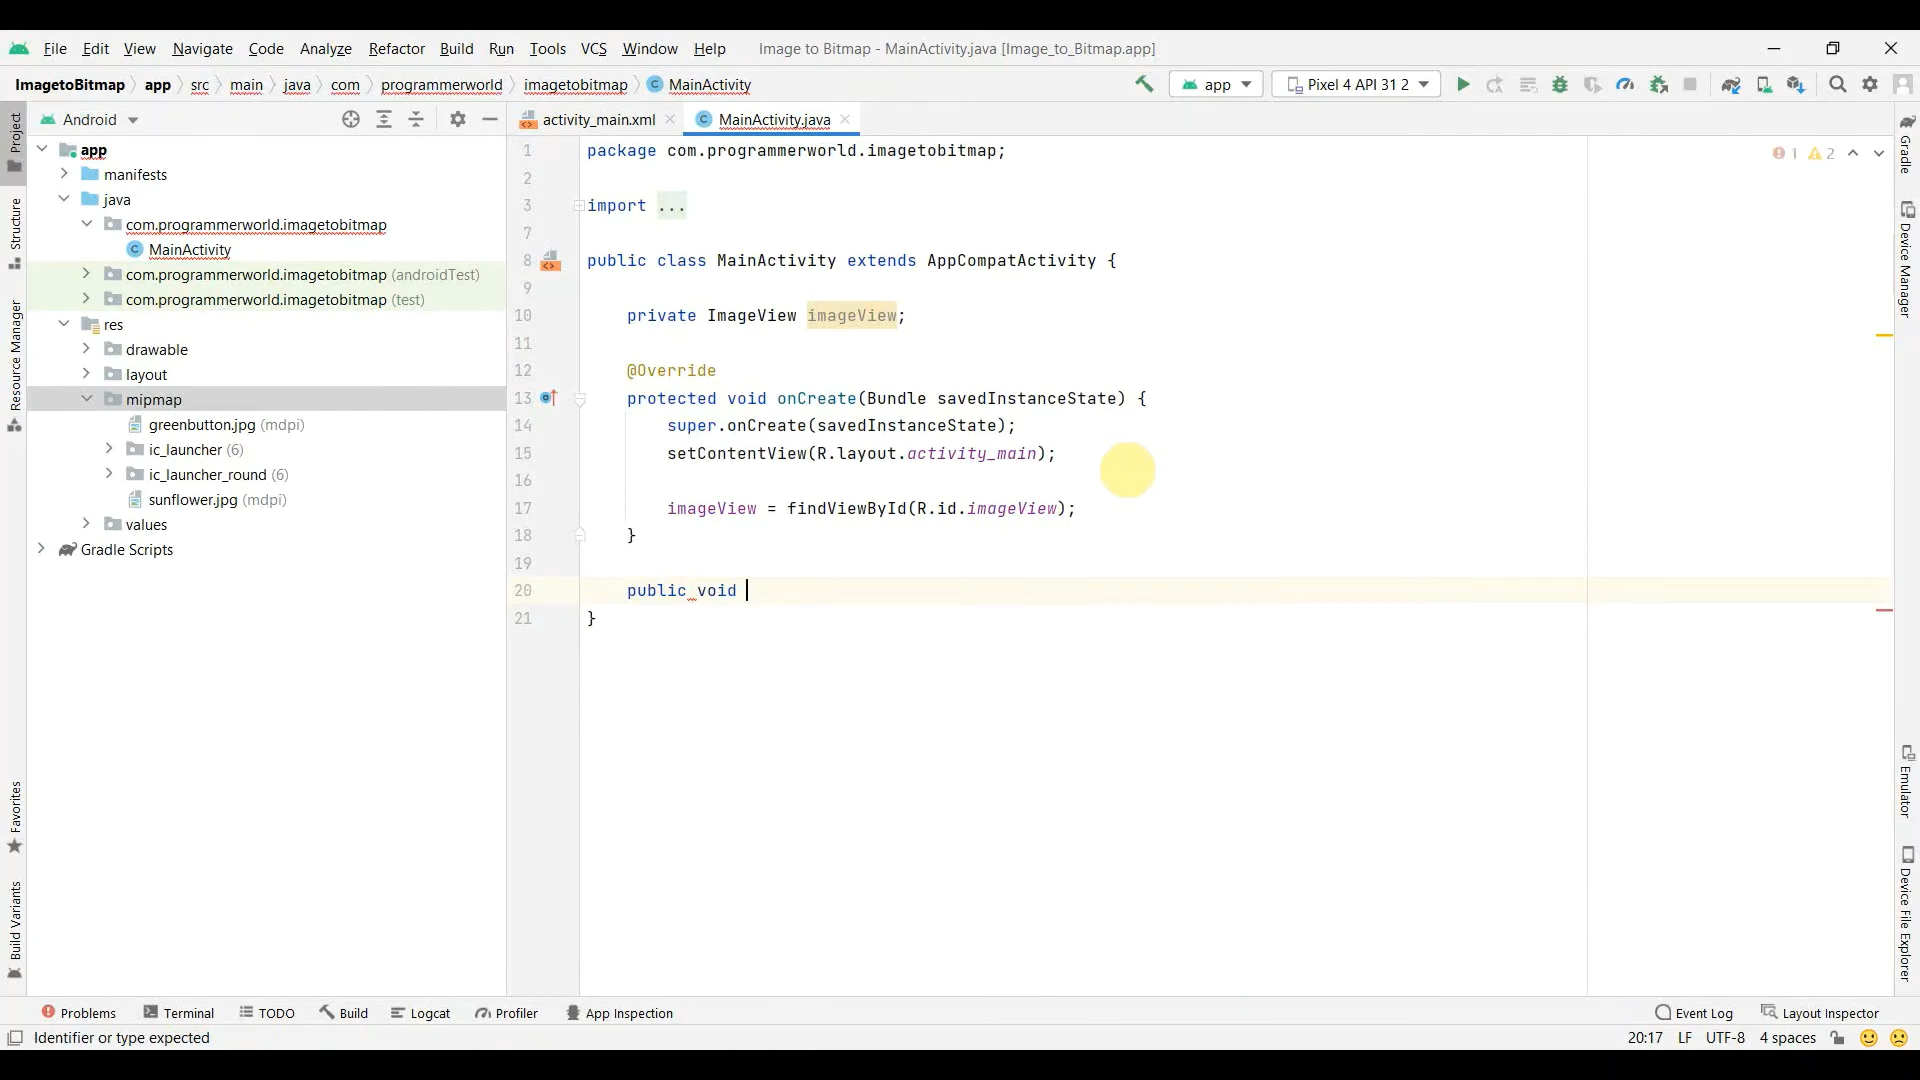 File Edit View Navigate Code Analyze Refactor Build Run Tools VCS Window Help Image to Bitmap - MainActivity.java [Image_to_Bitmap.app]
ImagetoBitmap app src main java com programmerworld imagetobitmap MainActivity app Pixel 4 API 31 2
Android
activity_main.xml MainActivity.java
app
manifests
java
com.programmerworld.imagetobitmap
MainActivity
com.programmerworld.imagetobitmap (androidTest)
com.programmerworld.imagetobitmap (test)
res
drawable
layout
mipmap
greenbutton.jpg (mdpi)
ic_launcher (6)
ic_launcher_round (6)
sunflower.jpg (mdpi)
values
Gradle Scripts
1 package com.programmerworld.imagetobitmap;
2
3 import ...
7
8 public class MainActivity extends AppCompatActivity {
9
10 private ImageView imageView;
11
12 @Override
13 protected void onCreate(Bundle savedInstanceState) {
14 super.onCreate(savedInstanceState);
15 setContentView(R.layout.activity_main);
16
17 imageView = findViewById(R.id.imageView);
18 }
19
20 public void
21 }
1 2
Project
Structure
Resource Manager
Favorites
Build Variants
Gradle
Device Manager
Emulator
Device File Explorer
Problems Terminal TODO Build Logcat Profiler App Inspection Event Log Layout Inspector
Identifier or type expected 20:17 LF UTF-8 4 spaces